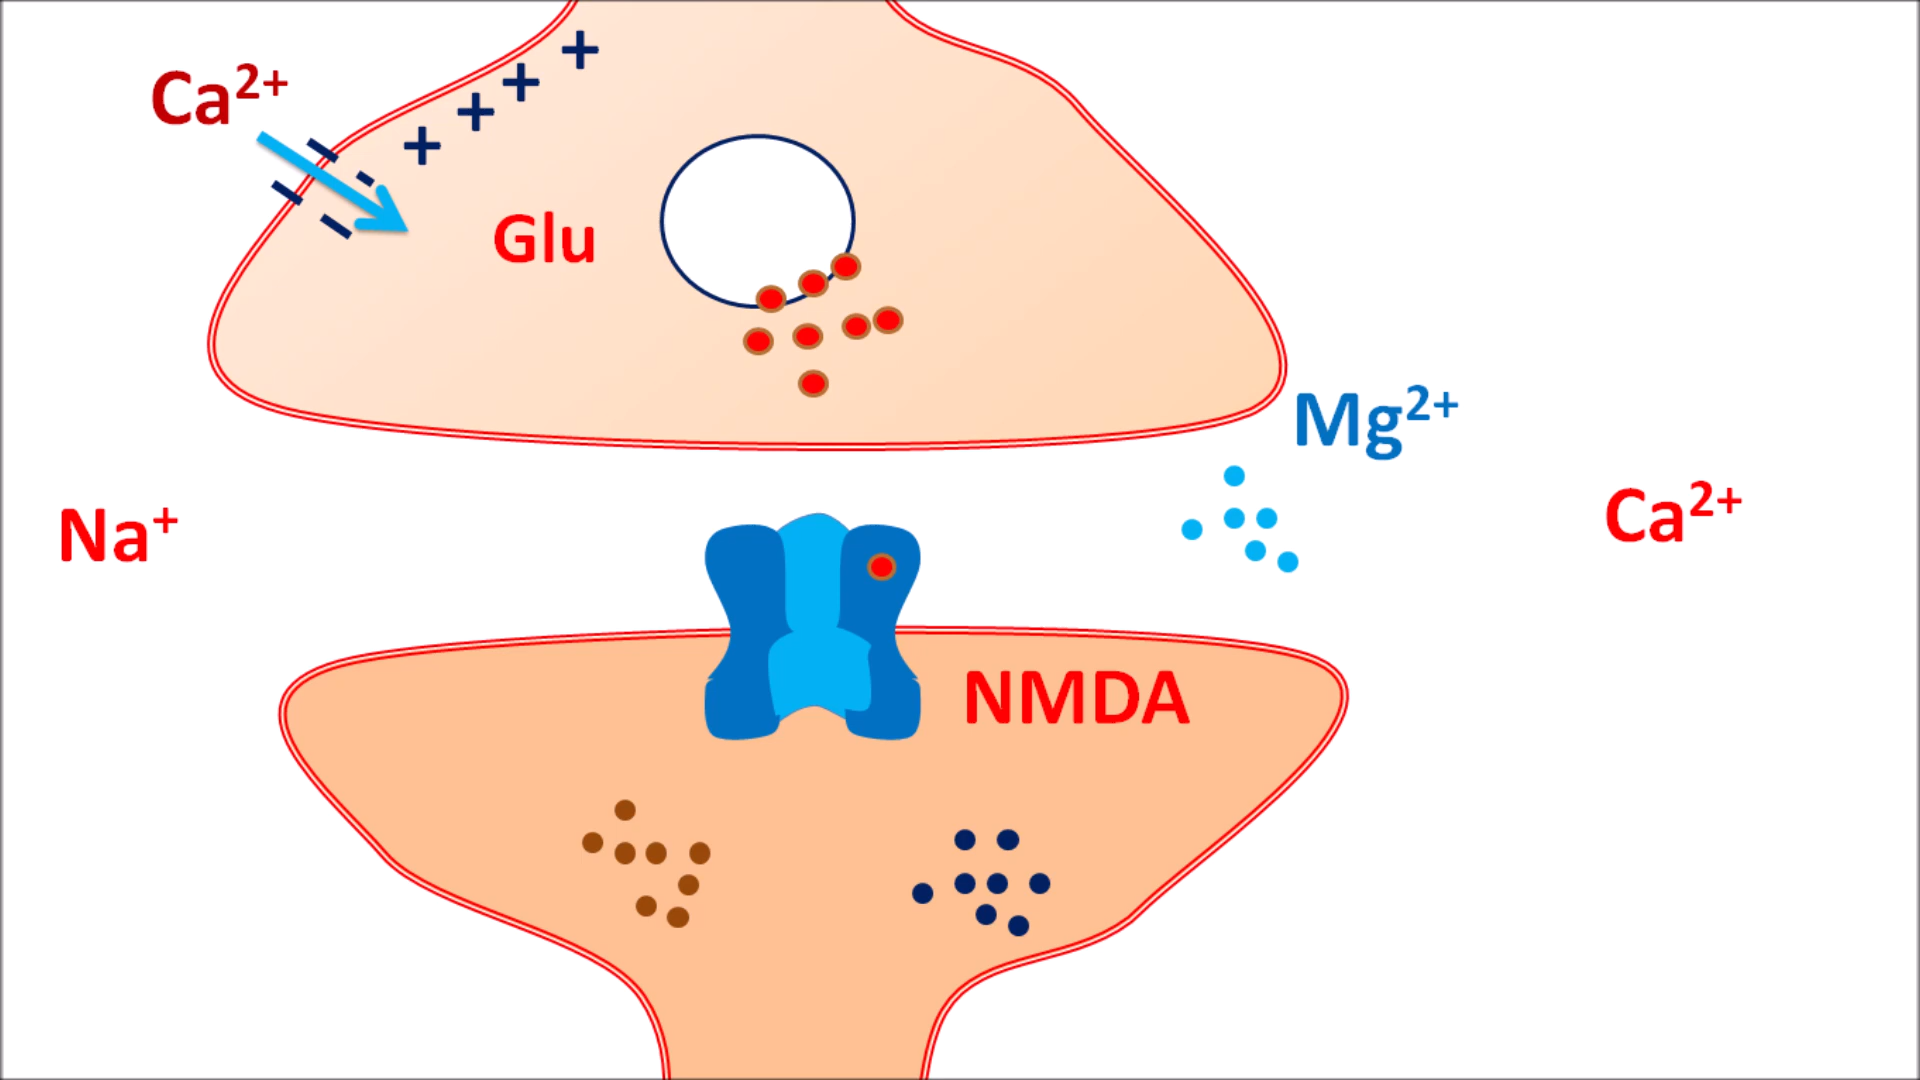 Ca²⁺
+ + + +
Glu
Mg²⁺
Na⁺
Ca²⁺
NMDA